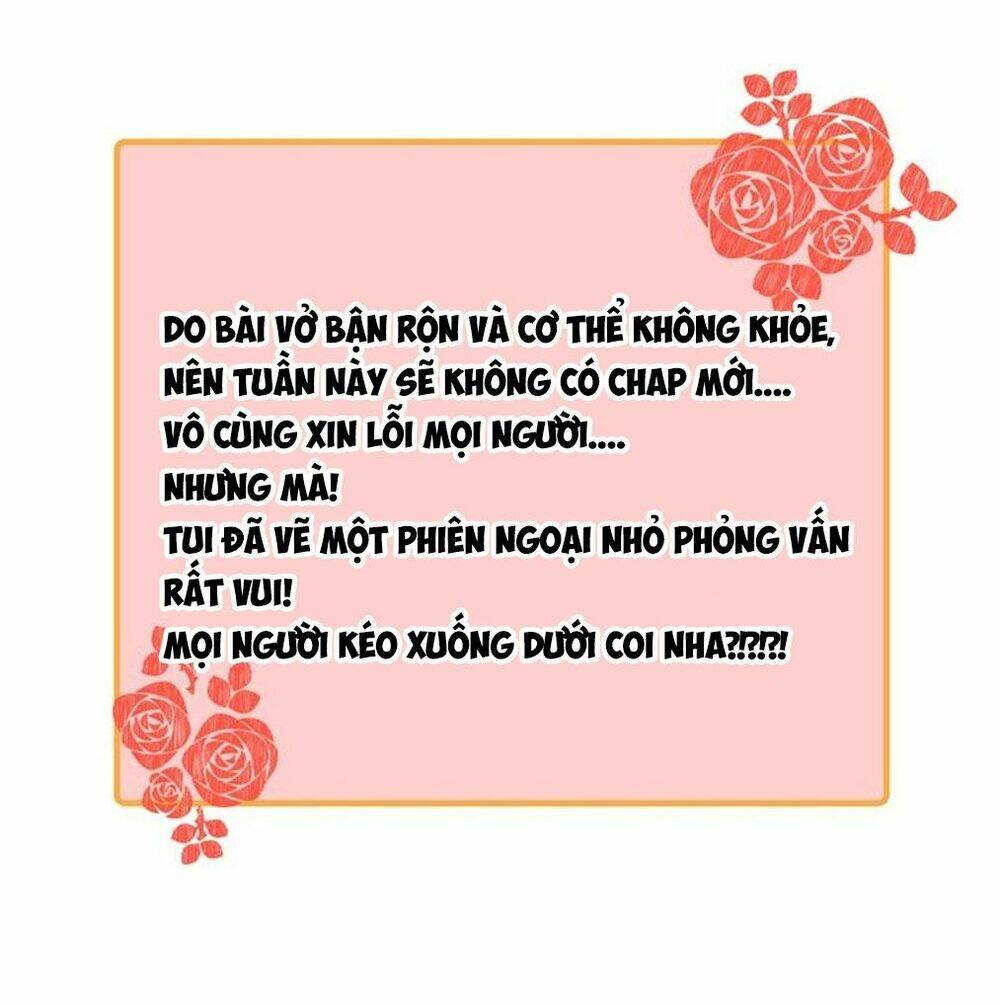 DO BÀI VỞ BẬN RỘN VÀ CƠ THỂ KHÔNG KHỎE,
NÊN TUẦN NÀY SẼ KHÔNG CÓ CHAP MỚI....
VÔ CÙNG XIN LỖI MỌI NGƯỜI....
NHƯNG MÀ!
TUI ĐÃ VẼ MỘT PHIÊN NGOẠI NHỎ PHỎNG VẤN
RẤT VUI!
MỌI NGƯỜI KÉO XUỐNG DƯỚI COI NHA?!?!?!